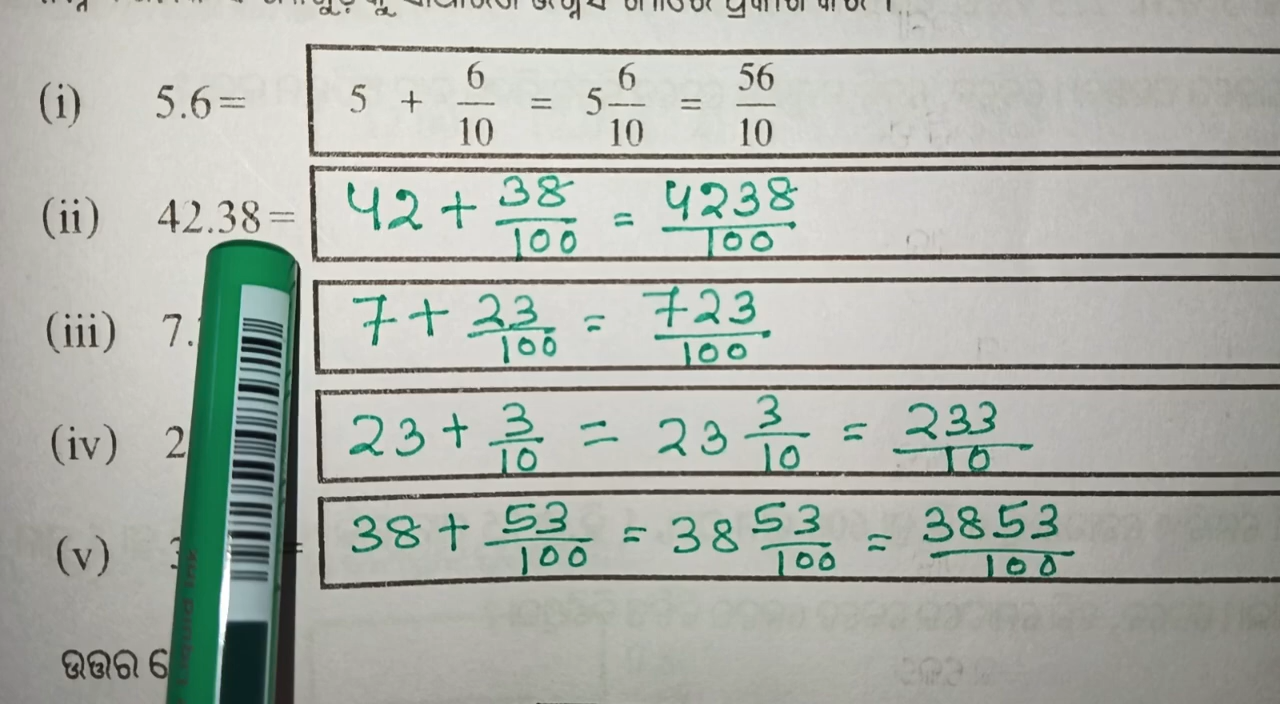 (i) 5.6= 5 + 6/10 = 5 6/10 = 56/10
(ii) 42.38= 42 + 38/100 = 4238/100
(iii) 7. 7 + 23/100 = 723/100
(iv) 2 23 + 3/10 = 23 3/10 = 233/10
(v) 3 = 38 + 53/100 = 38 53/100 = 3853/100
ଉତ୍ତର